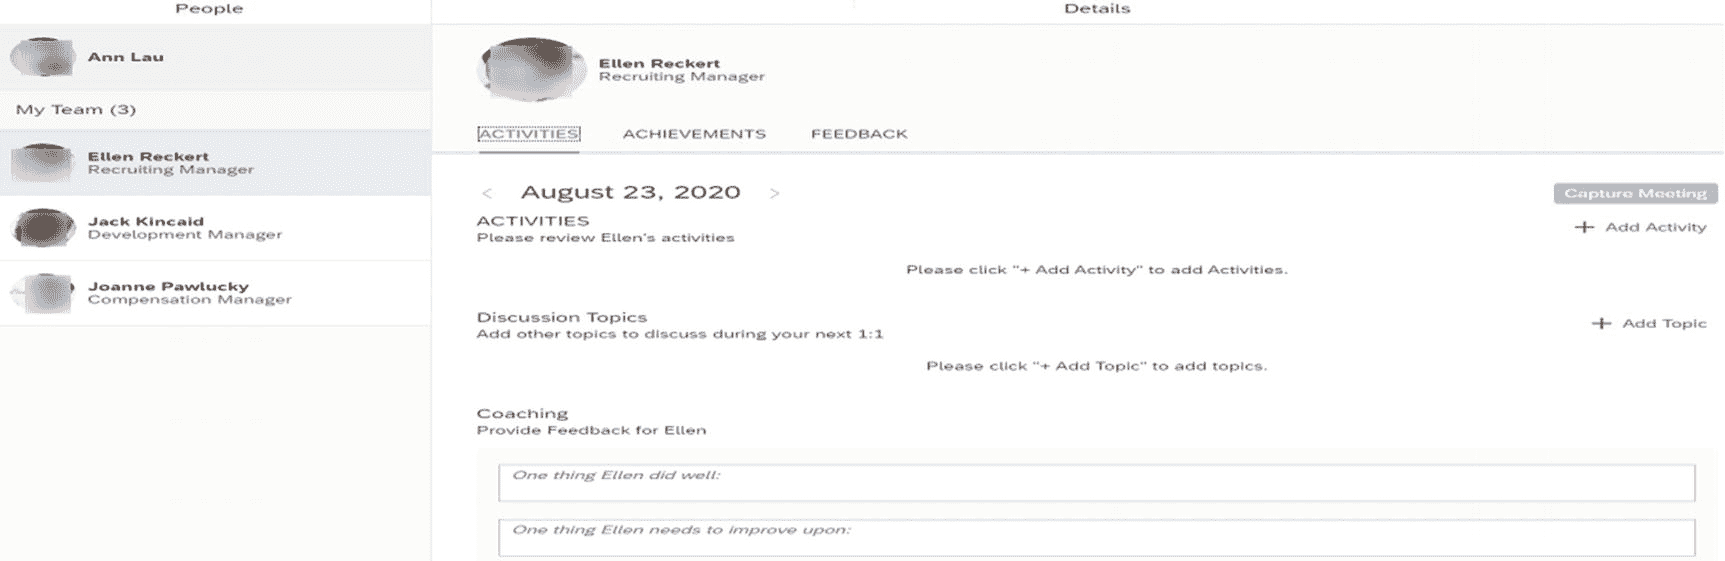 People
Details
Ann Lau
My Team (3)
Ellen Reckert
Recruiting Manager
Jack Kincaid
Development Manager
Joanne Pawlucky
Compensation Manager
Ellen Reckert
Recruiting Manager
ACTIVITIES ACHIEVEMENTS FEEDBACK
< August 23, 2020 >
Capture Meeting
ACTIVITIES
Please review Ellen's activities
+ Add Activity
Please click "+ Add Activity" to add Activities.
Discussion Topics
Add other topics to discuss during your next 1:1
+ Add Topic
Please click "+ Add Topic" to add topics.
Coaching
Provide Feedback for Ellen
One thing Ellen did well:
One thing Ellen needs to improve upon: